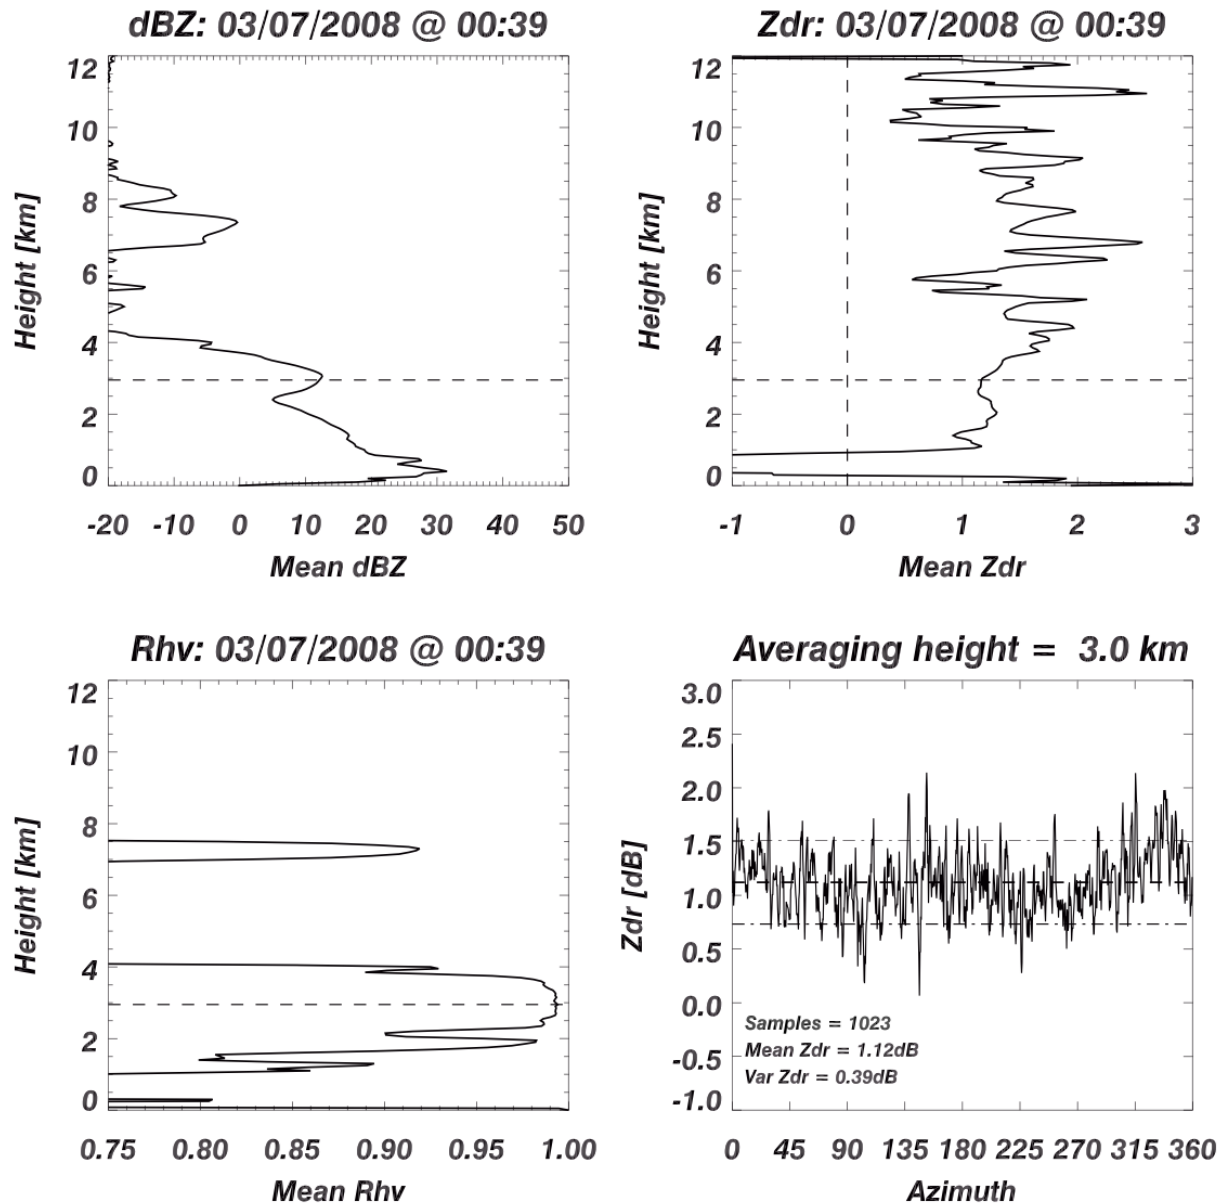 dBZ: 03/07/2008 @ 00:39
12
10
8
6
4
2
0
Height [km]
-20 -10 0 10 20 30 40 50
Mean dBZ
Zdr: 03/07/2008 @ 00:39
12
10
8
6
4
2
0
Height [km]
-1 0 1 2 3
Mean Zdr
Rhv: 03/07/2008 @ 00:39
12
10
8
6
4
2
0
Height [km]
0.75 0.80 0.85 0.90 0.95 1.00
Mean Rhv
Averaging height = 3.0 km
3.0
2.5
2.0
1.5
1.0
0.5
0.0
-0.5
-1.0
Zdr [dB]
Samples = 1023
Mean Zdr = 1.12dB
Var Zdr = 0.39dB
0 45 90 135 180 225 270 315 360
Azimuth